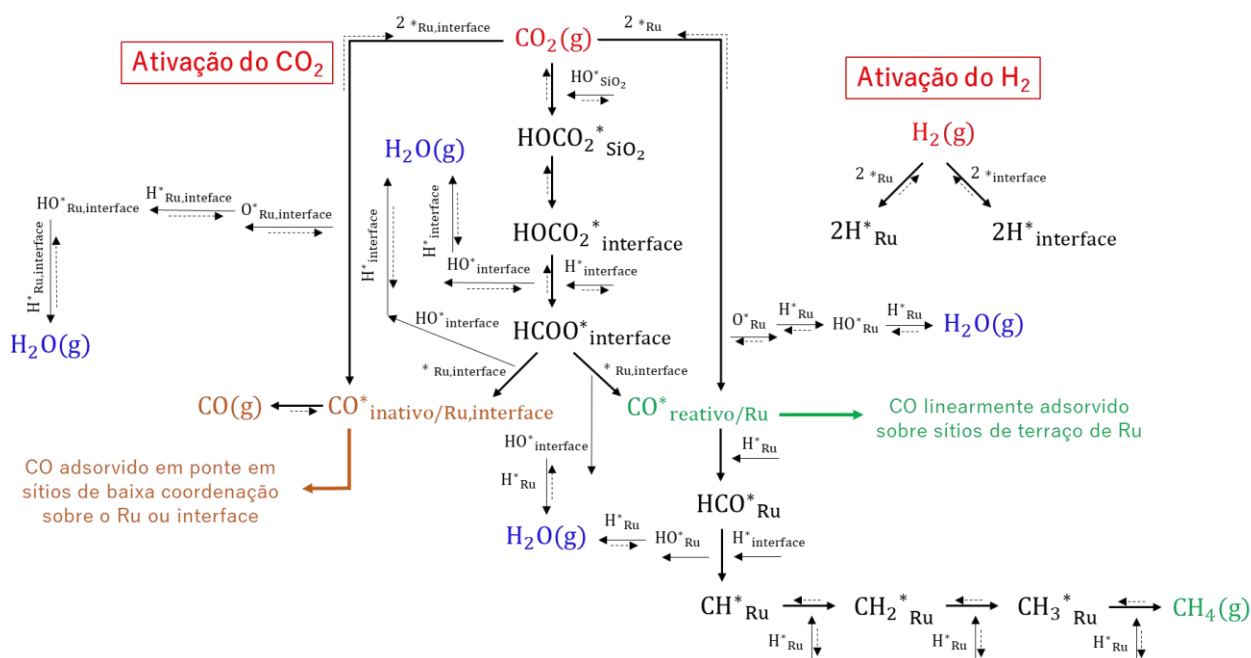 2 *Ru,interface
CO2(g)
2 *Ru
Ativação do CO2
Ativação do H2
HO*SiO2
H2(g)
HOCO2*SiO2
H2O(g)
2 *Ru
2 *interface
2H*Ru
2H*interface
HO*Ru,interface
H*Ru,inteface
O*Ru,interface
H*Ru,interface
H2O(g)
H*interface
H*interface
HOCO2*interface
HO*interface
H*interface
HO*interface
HCOO*interface
* Ru,interface
* Ru,interface
O*Ru
H*Ru
HO*Ru
H*Ru
H2O(g)
CO(g)
CO*inativo/Ru,interface
CO*reativo/Ru
CO linearmente adsorvido
sobre sítios de terraço de Ru
CO adsorvido em ponte em
sítios de baixa coordenação
sobre o Ru ou interface
HO*interface
H*Ru
H2O(g)
H*Ru
HCO*Ru
H*Ru
HO*Ru
H*interface
CH*Ru
CH2*Ru
CH3*Ru
CH4(g)
H*Ru
H*Ru
H*Ru